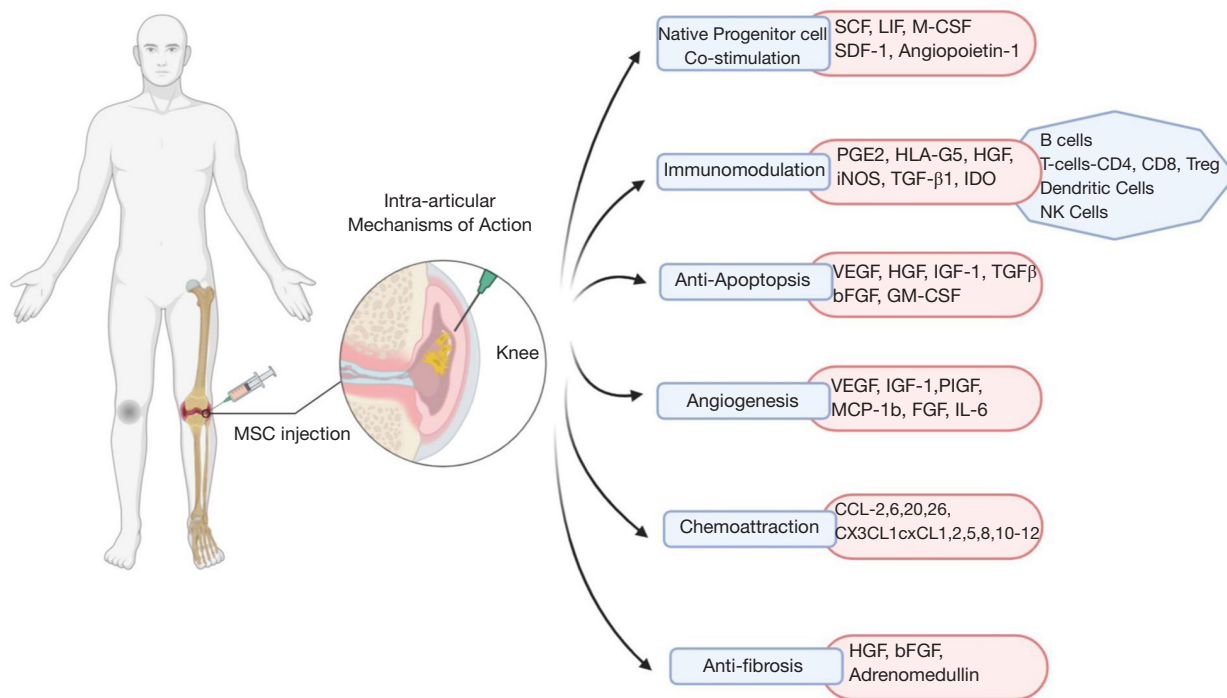 Intra-articular
Mechanisms of Action
Knee
MSC injection
Native Progenitor cell
Co-stimulation
SCF, LIF, M-CSF
SDF-1, Angiopoietin-1
Immunomodulation
PGE2, HLA-G5, HGF,
iNOS, TGF-β1, IDO
B cells
T-cells-CD4, CD8, Treg
Dendritic Cells
NK Cells
Anti-Apoptopsis
VEGF, HGF, IGF-1, TGFβ
bFGF, GM-CSF
Angiogenesis
VEGF, IGF-1,PIGF,
MCP-1b, FGF, IL-6
Chemoattraction
CCL-2,6,20,26,
CX3CL1cxCL1,2,5,8,10-12
Anti-fibrosis
HGF, bFGF,
Adrenomedullin